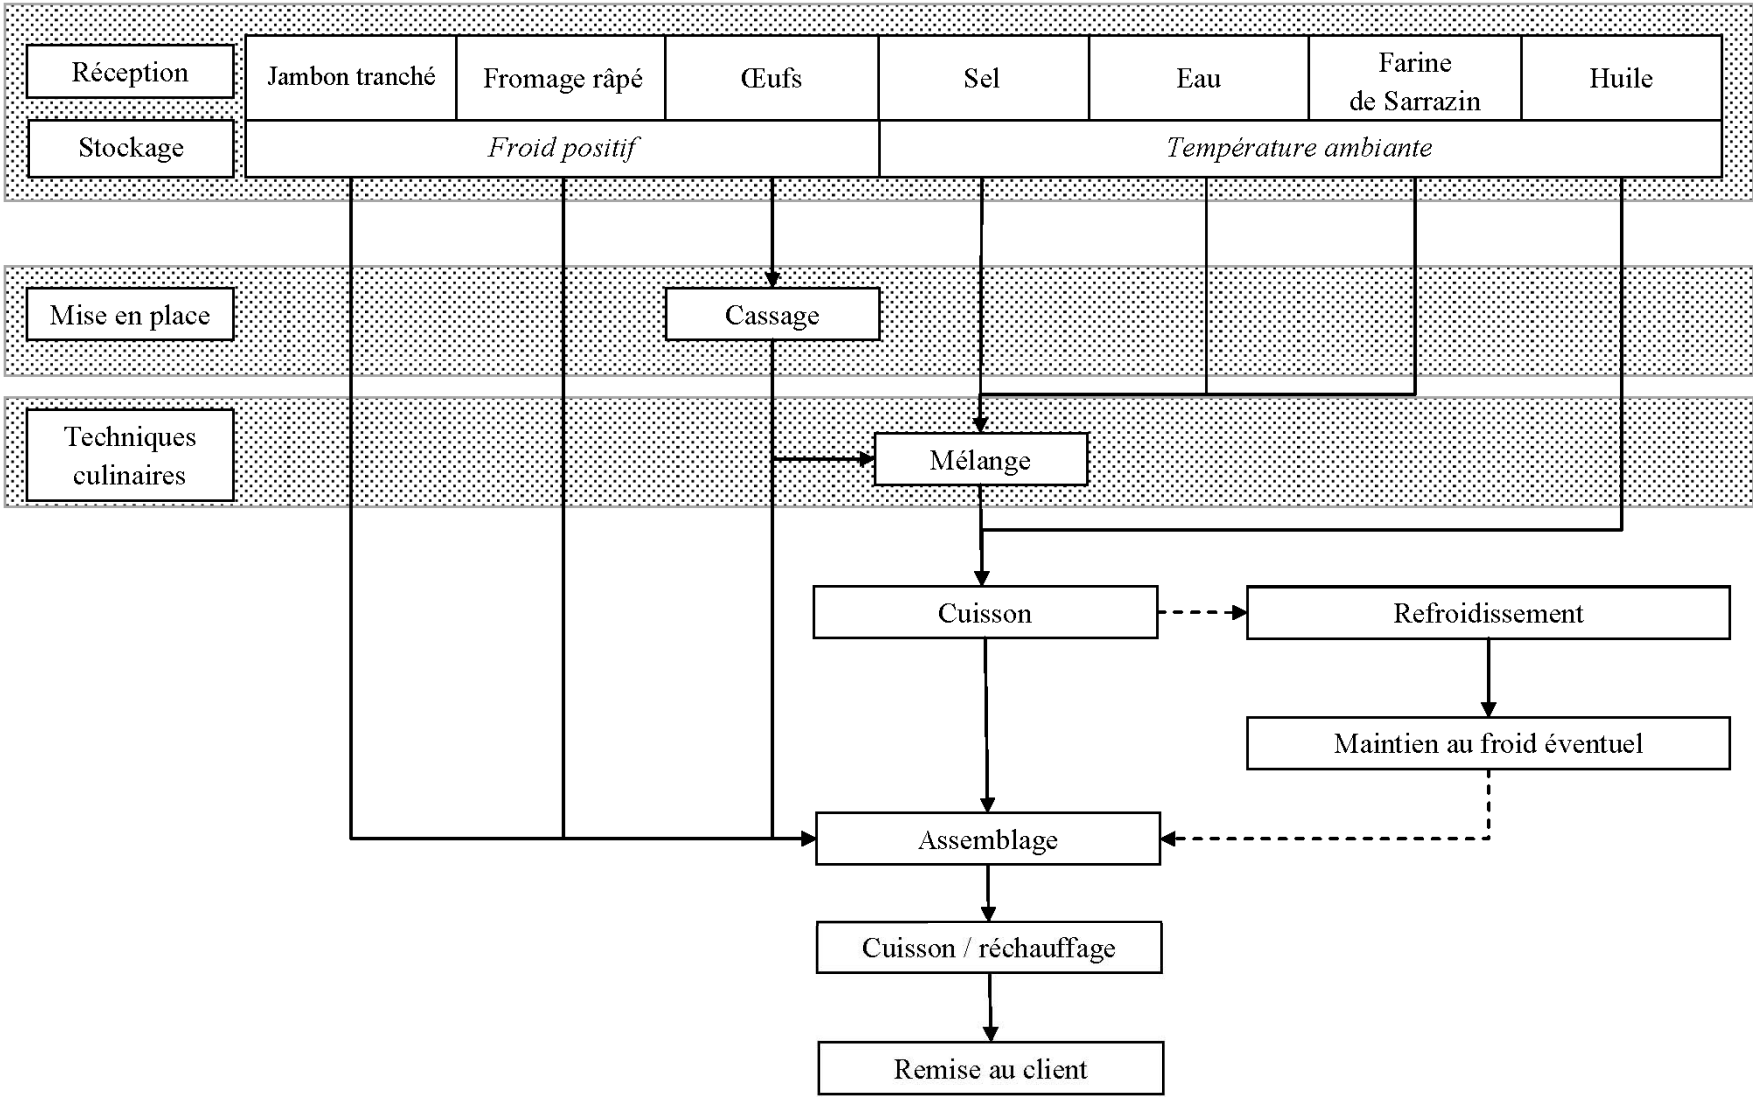 Réception
Jambon tranché
Fromage râpé
Œufs
Sel
Eau
Farine
de Sarrazin
Huile
Stockage
Froid positif
Température ambiante
Mise en place
Cassage
Techniques
culinaires
Mélange
Cuisson
Refroidissement
Maintien au froid éventuel
Assemblage
Cuisson / réchauffage
Remise au client